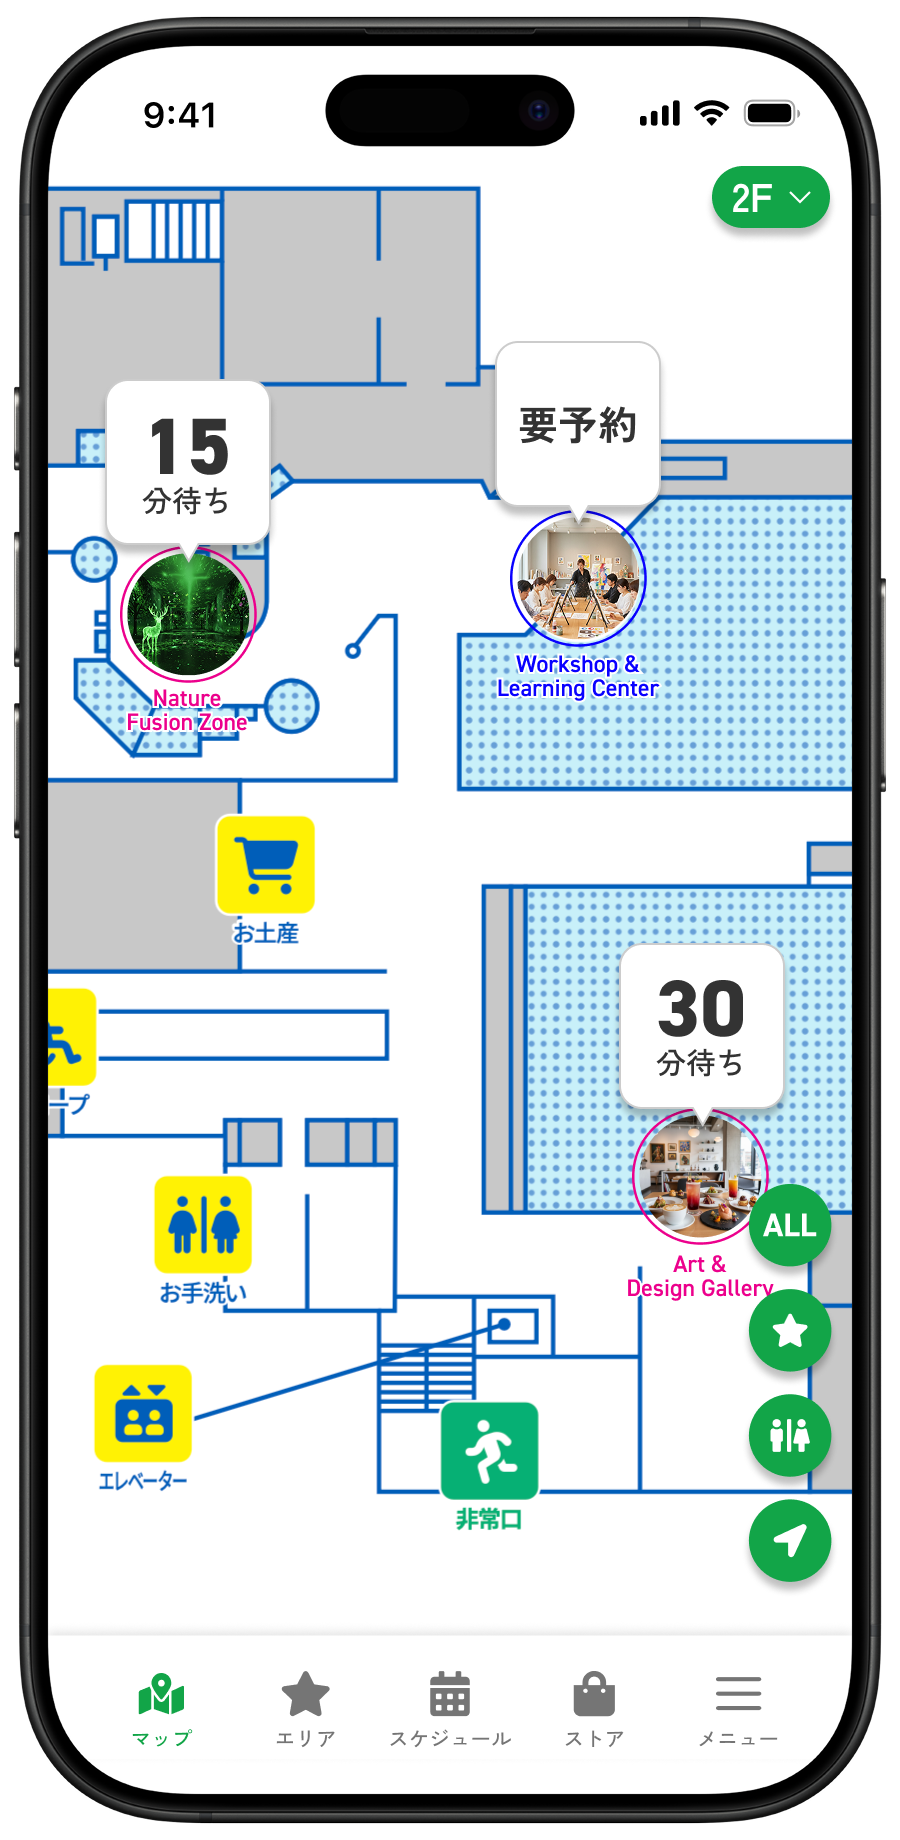 9:41
2F
要予約
15
分待ち
Workshop &
Learning Center
Nature
Fusion Zone
お土産
30
分待ち
ープ
お手洗い
ALL
Art &
Design Gallery
エレベーター
非常口
マップ
エリア
スケジュール
ストア
メニュー